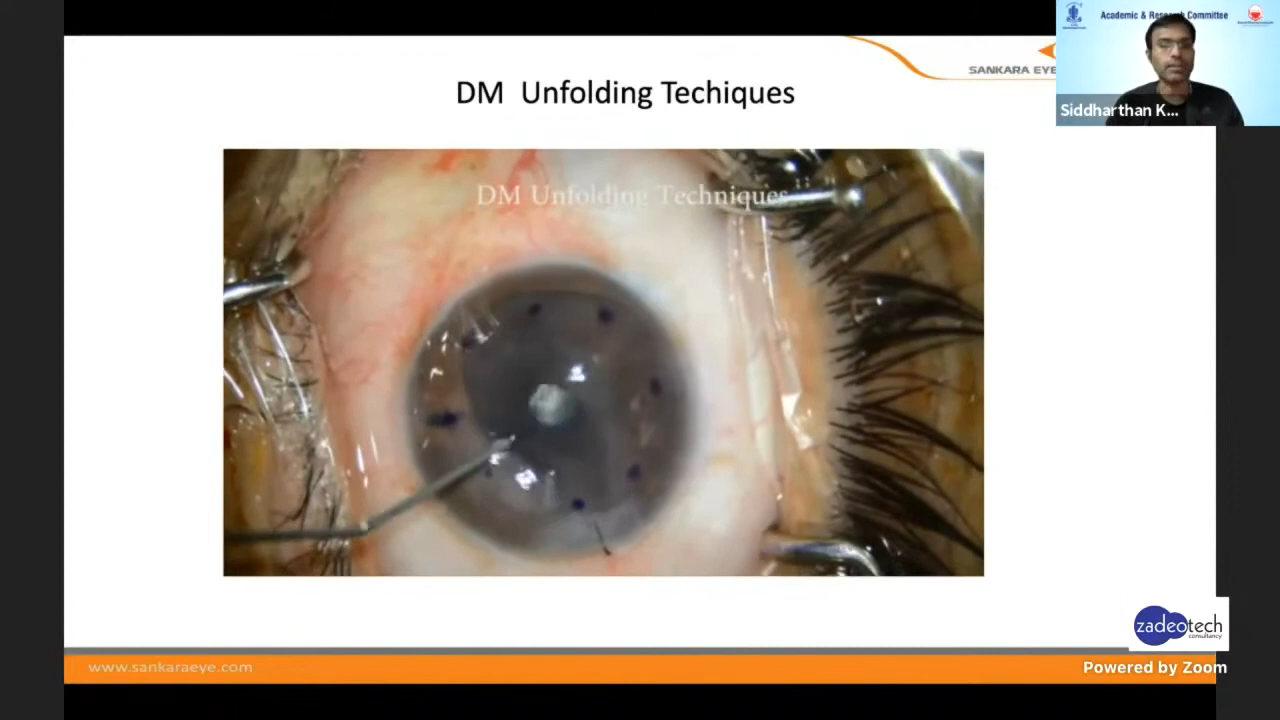 Academic & Research Committee
SANKARA EYE
Siddharthan K...
DM Unfolding Techiques
DM Unfolding Techniques
zadeotech
consultancy
www.sankaraeye.com
Powered by Zoom